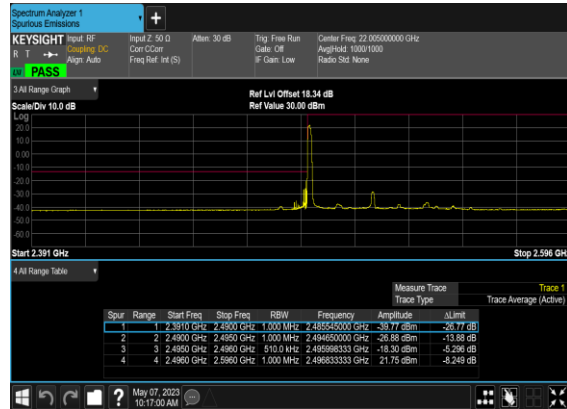 Spectrum Analyzer 1
Spurious Emissions
+
KEYSIGHT Input: RF Input Z: 50 Ω Atten: 30 dB Trig: Free Run Center Freq: 22.005000000 GHz
R T Coupling: DC Corr CCorr Gate: Off Avg|Hold: 1000/1000
Align: Auto Freq Ref: Int (S) IF Gain: Low Radio Std: None
PASS
3 All Range Graph
Ref Lvl Offset 18.34 dB
Scale/Div 10.0 dB Ref Value 30.00 dBm
Log
20.0
10.0
0.00
-10.0
-20.0
-30.0
-40.0
-50.0
-60.0
Start 2.391 GHz Stop 2.596 GH
4 All Range Table
Measure Trace Trace 1
Trace Type Trace Average (Active)
Spur Range Start Freq Stop Freq RBW Frequency Amplitude ΔLimit
1 1 2.3910 GHz 2.4900 GHz 1.000 MHz 2.485545000 GHz -39.77 dBm -26.77 dB
2 2 2.4900 GHz 2.4950 GHz 1.000 MHz 2.494650000 GHz -26.88 dBm -13.88 dB
3 3 2.4950 GHz 2.4960 GHz 510.0 kHz 2.495998333 GHz -18.30 dBm -5.296 dB
4 4 2.4960 GHz 2.5960 GHz 1.000 MHz 2.496833333 GHz 21.75 dBm -8.249 dB
? May 07, 2023
10:17:00 AM